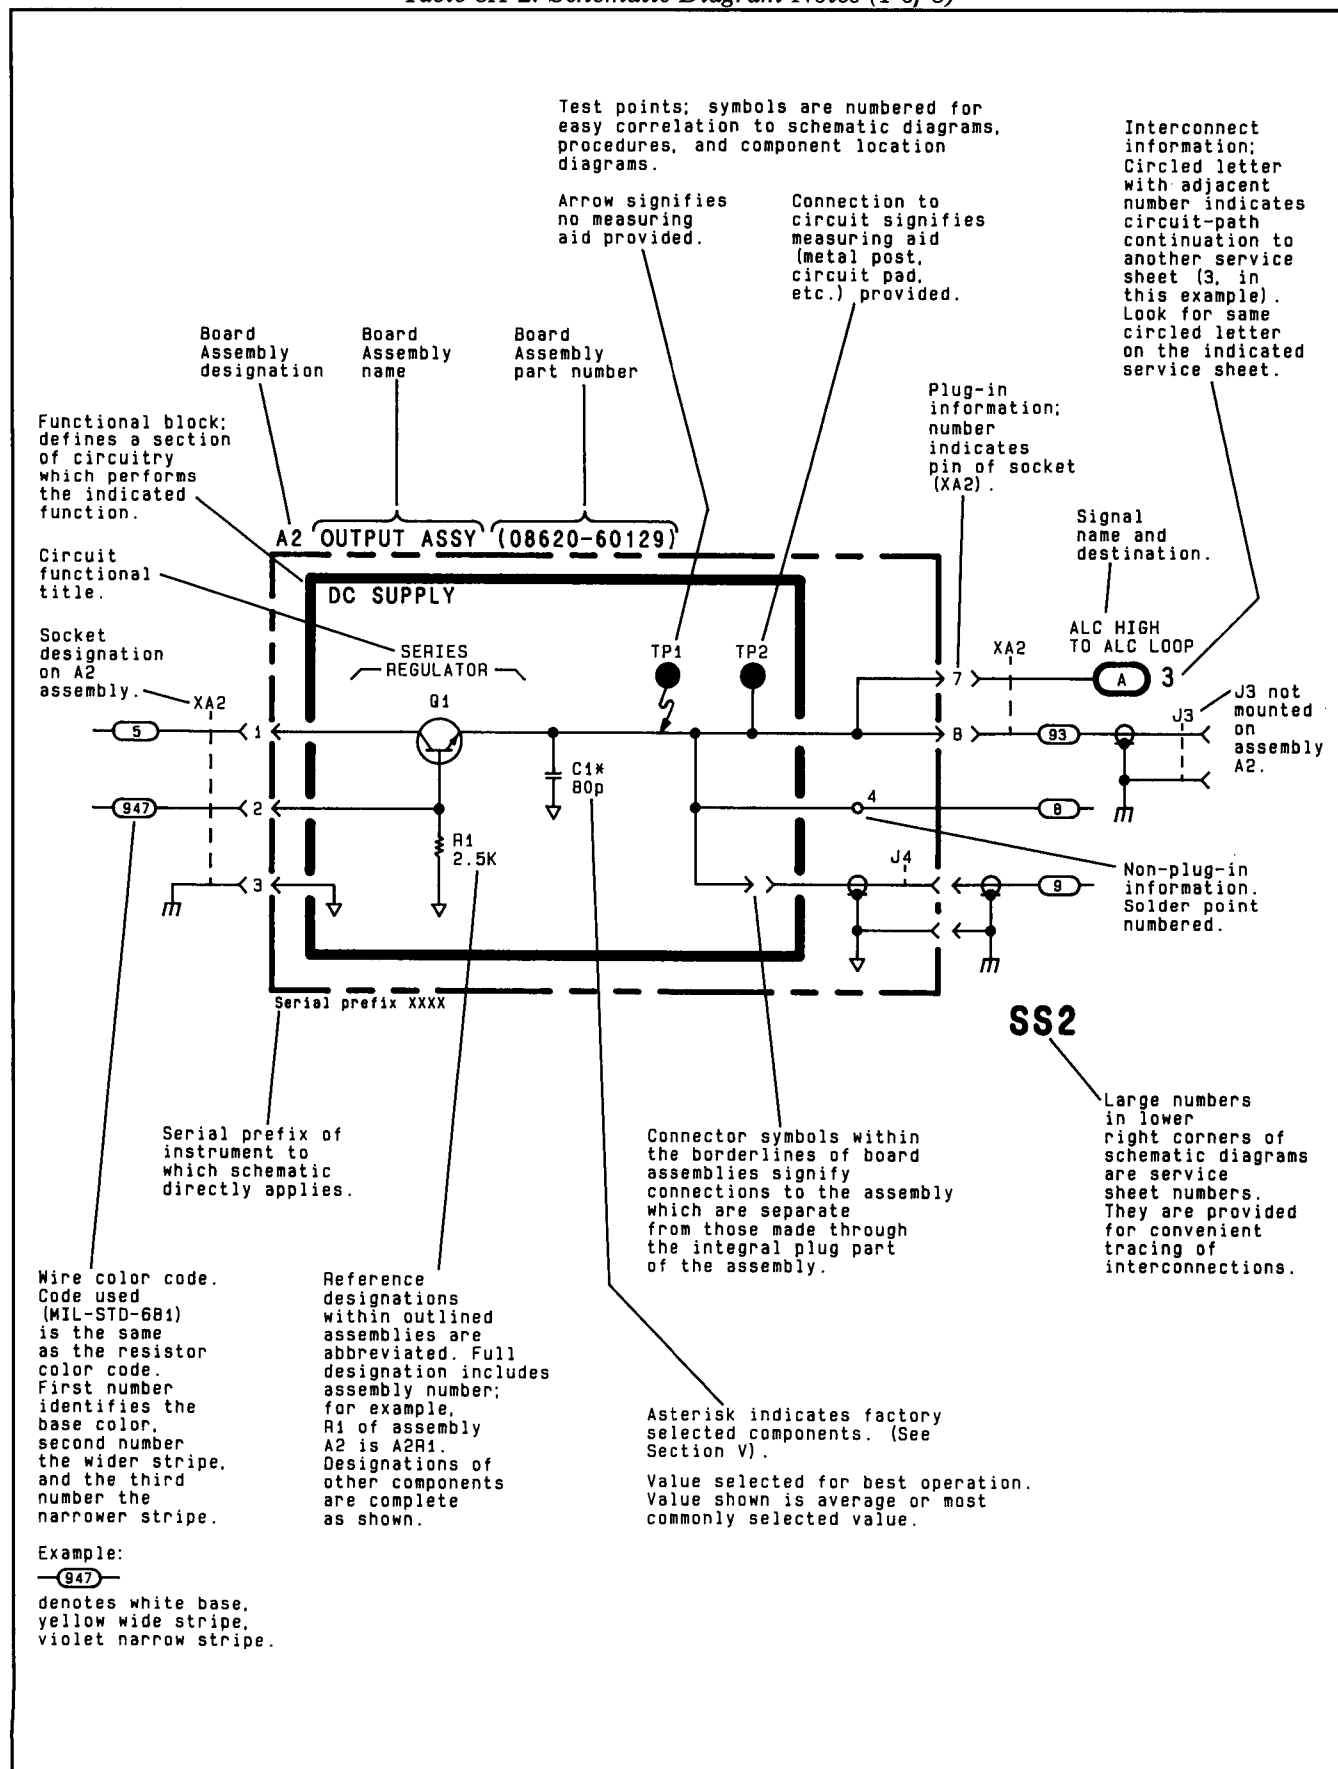 Table 8A-2. Schematic Diagram Notes (1 of 3)
Test points; symbols are numbered for
easy correlation to schematic diagrams,
procedures, and component location
diagrams.
Arrow signifies
no measuring
aid provided.
Connection to
circuit signifies
measuring aid
(metal post,
circuit pad,
etc.) provided.
Interconnect
information;
Circled letter
with adjacent
number indicates
circuit-path
continuation to
another service
sheet (3, in
this example).
Look for same
circled letter
on the indicated
service sheet.
Board
Assembly
designation
Board
Assembly
name
Board
Assembly
part number
Plug-in
information;
number
indicates
pin of socket
(XA2).
Functional block;
defines a section
of circuitry
which performs
the indicated
function.
Signal
name and
destination.
A2 OUTPUT ASSY (08620-60129)
Circuit
functional
title.
DC SUPPLY
Socket
designation
on A2
assembly.
SERIES
REGULATOR
TP1
TP2
XA2
ALC HIGH
TO ALC LOOP
7
A
3
XA2
Q1
J3 not
mounted
on
assembly
A2.
J3
5
1
8
93
C1*
80p
947
2
4
8
R1
2.5K
3
J4
9
Non-plug-in
information.
Solder point
numbered.
Serial prefix XXXX
SS2
Large numbers
in lower
right corners of
schematic diagrams
are service
sheet numbers.
They are provided
for convenient
tracing of
interconnections.
Serial prefix of
instrument to
which schematic
directly applies.
Connector symbols within
the borderlines of board
assemblies signify
connections to the assembly
which are separate
from those made through
the integral plug part
of the assembly.
Wire color code.
Code used
(MIL-STD-681)
is the same
as the resistor
color code.
First number
identifies the
base color,
second number
the wider stripe,
and the third
number the
narrower stripe.
Example:
947
denotes white base,
yellow wide stripe,
violet narrow stripe.
Reference
designations
within outlined
assemblies are
abbreviated. Full
designation includes
assembly number;
for example,
R1 of assembly
A2 is A2R1.
Designations of
other components
are complete
as shown.
Asterisk indicates factory
selected components. (See
Section V).
Value selected for best operation.
Value shown is average or most
commonly selected value.